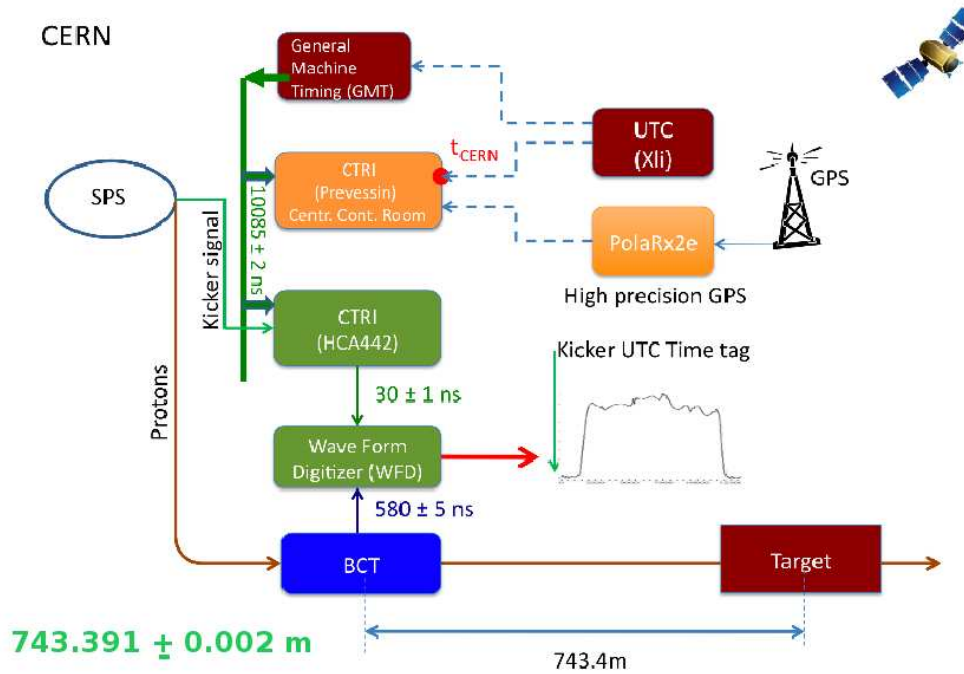 CERN
General
Machine
Timing (GMT)
UTC
(Xli)
t_CERN
GPS
SPS
CTRI
(Prevessin)
Centr. Cont. Room
PolaRx2e
High precision GPS
Kicker signal
10085 ± 2 ns
CTRI
(HCA442)
Kicker UTC Time tag
30 ± 1 ns
Protons
Wave Form
Digitizer (WFD)
580 ± 5 ns
BCT
Target
743.391 ± 0.002 m
743.4m